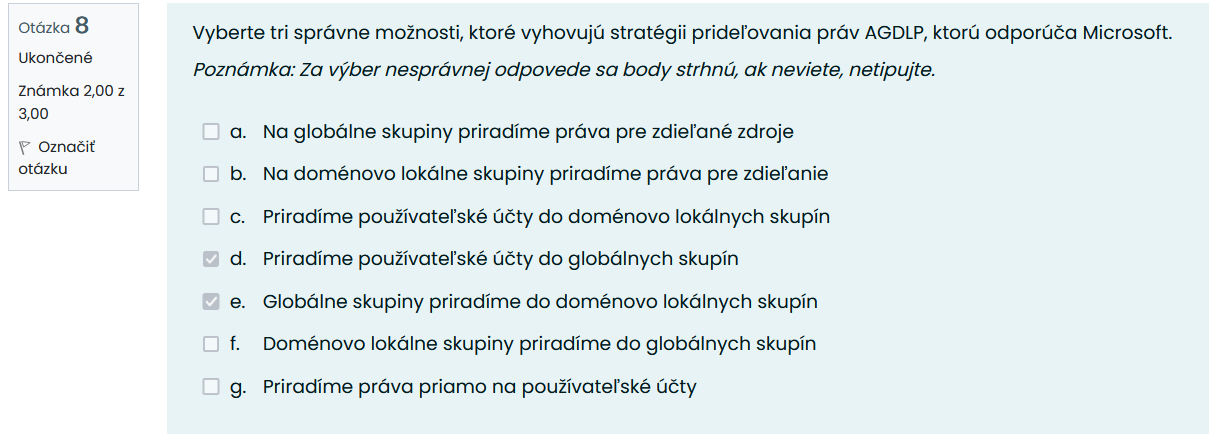 Otázka 8
Ukončené
Známka 2,00 z
3,00
Označiť
otázku
Vyberte tri správne možnosti, ktoré vyhovujú stratégii prideľovania práv AGDLP, ktorú odporúča Microsoft.
Poznámka: Za výber nesprávnej odpovede sa body strhnú, ak neviete, netipujte.
a. Na globálne skupiny priradíme práva pre zdieľané zdroje
b. Na doménovo lokálne skupiny priradíme práva pre zdieľanie
c. Priradíme používateľské účty do doménovo lokálnych skupín
d. Priradíme používateľské účty do globálnych skupín
e. Globálne skupiny priradíme do doménovo lokálnych skupín
f. Doménovo lokálne skupiny priradíme do globálnych skupín
g. Priradíme práva priamo na používateľské účty